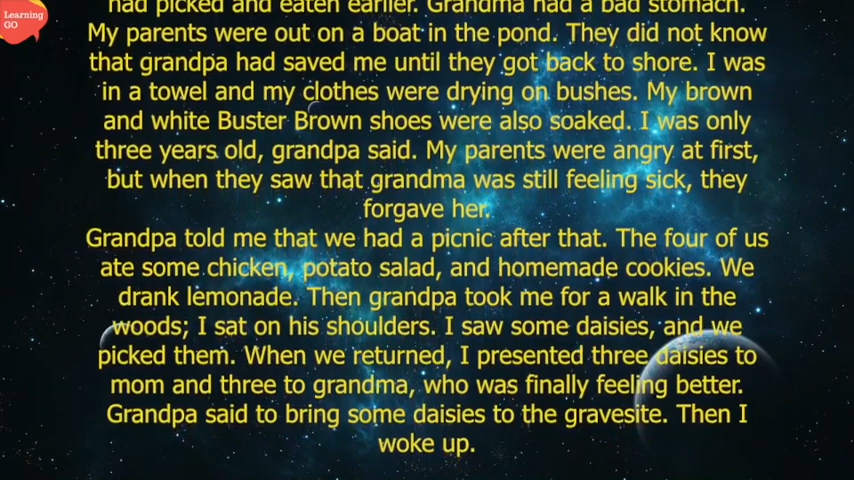 Learning
GO
had picked and eaten earlier. Grandma had a bad stomach.
My parents were out on a boat in the pond. They did not know
that grandpa had saved me until they got back to shore. I was
in a towel and my clothes were drying on bushes. My brown
and white Buster Brown shoes were also soaked. I was only
three years old, grandpa said. My parents were angry at first,
but when they saw that grandma was still feeling sick, they
forgave her.
Grandpa told me that we had a picnic after that. The four of us
ate some chicken, potato salad, and homemade cookies. We
drank lemonade. Then grandpa took me for a walk in the
woods; I sat on his shoulders. I saw some daisies, and we
picked them. When we returned, I presented three daisies to
mom and three to grandma, who was finally feeling better.
Grandpa said to bring some daisies to the gravesite. Then I
woke up.